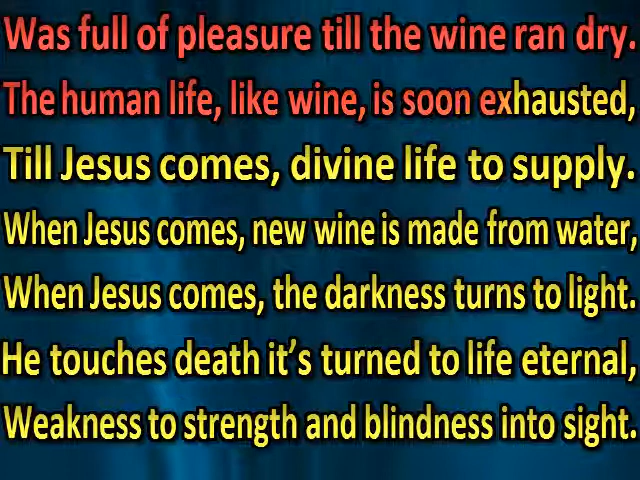 Was full of pleasure till the wine ran dry.
The human life, like wine, is soon exhausted,
Till Jesus comes, divine life to supply.
When Jesus comes, new wine is made from water,
When Jesus comes, the darkness turns to light.
He touches death it’s turned to life eternal,
Weakness to strength and blindness into sight.